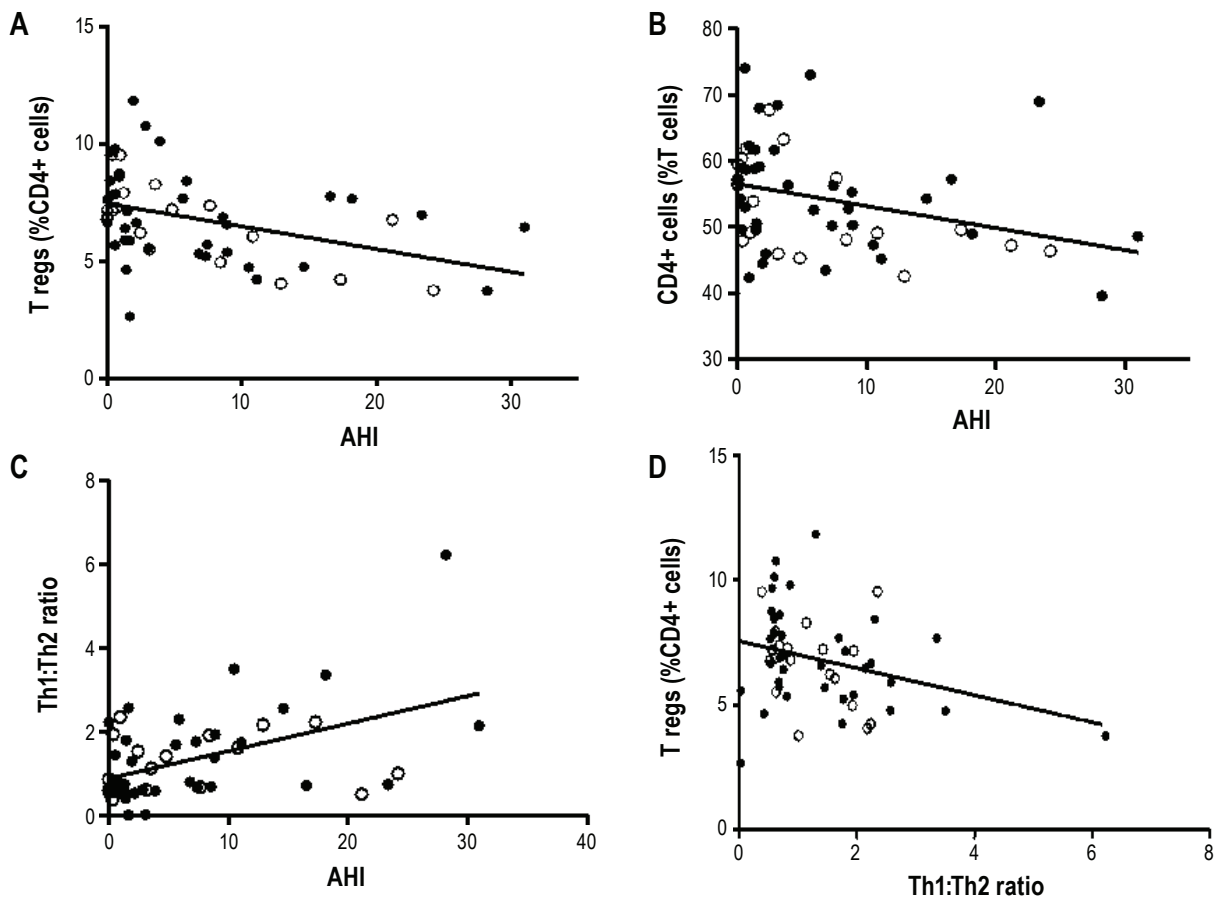 A
15
10
5
0
T regs (%CD4+ cells)
0 10 20 30
AHI
B
80
70
60
50
40
30
CD4+ cells (%T cells)
0 10 20 30
AHI
C
8
6
4
2
0
Th1:Th2 ratio
0 10 20 30 40
AHI
D
15
10
5
0
T regs (%CD4+ cells)
0 2 4 6 8
Th1:Th2 ratio